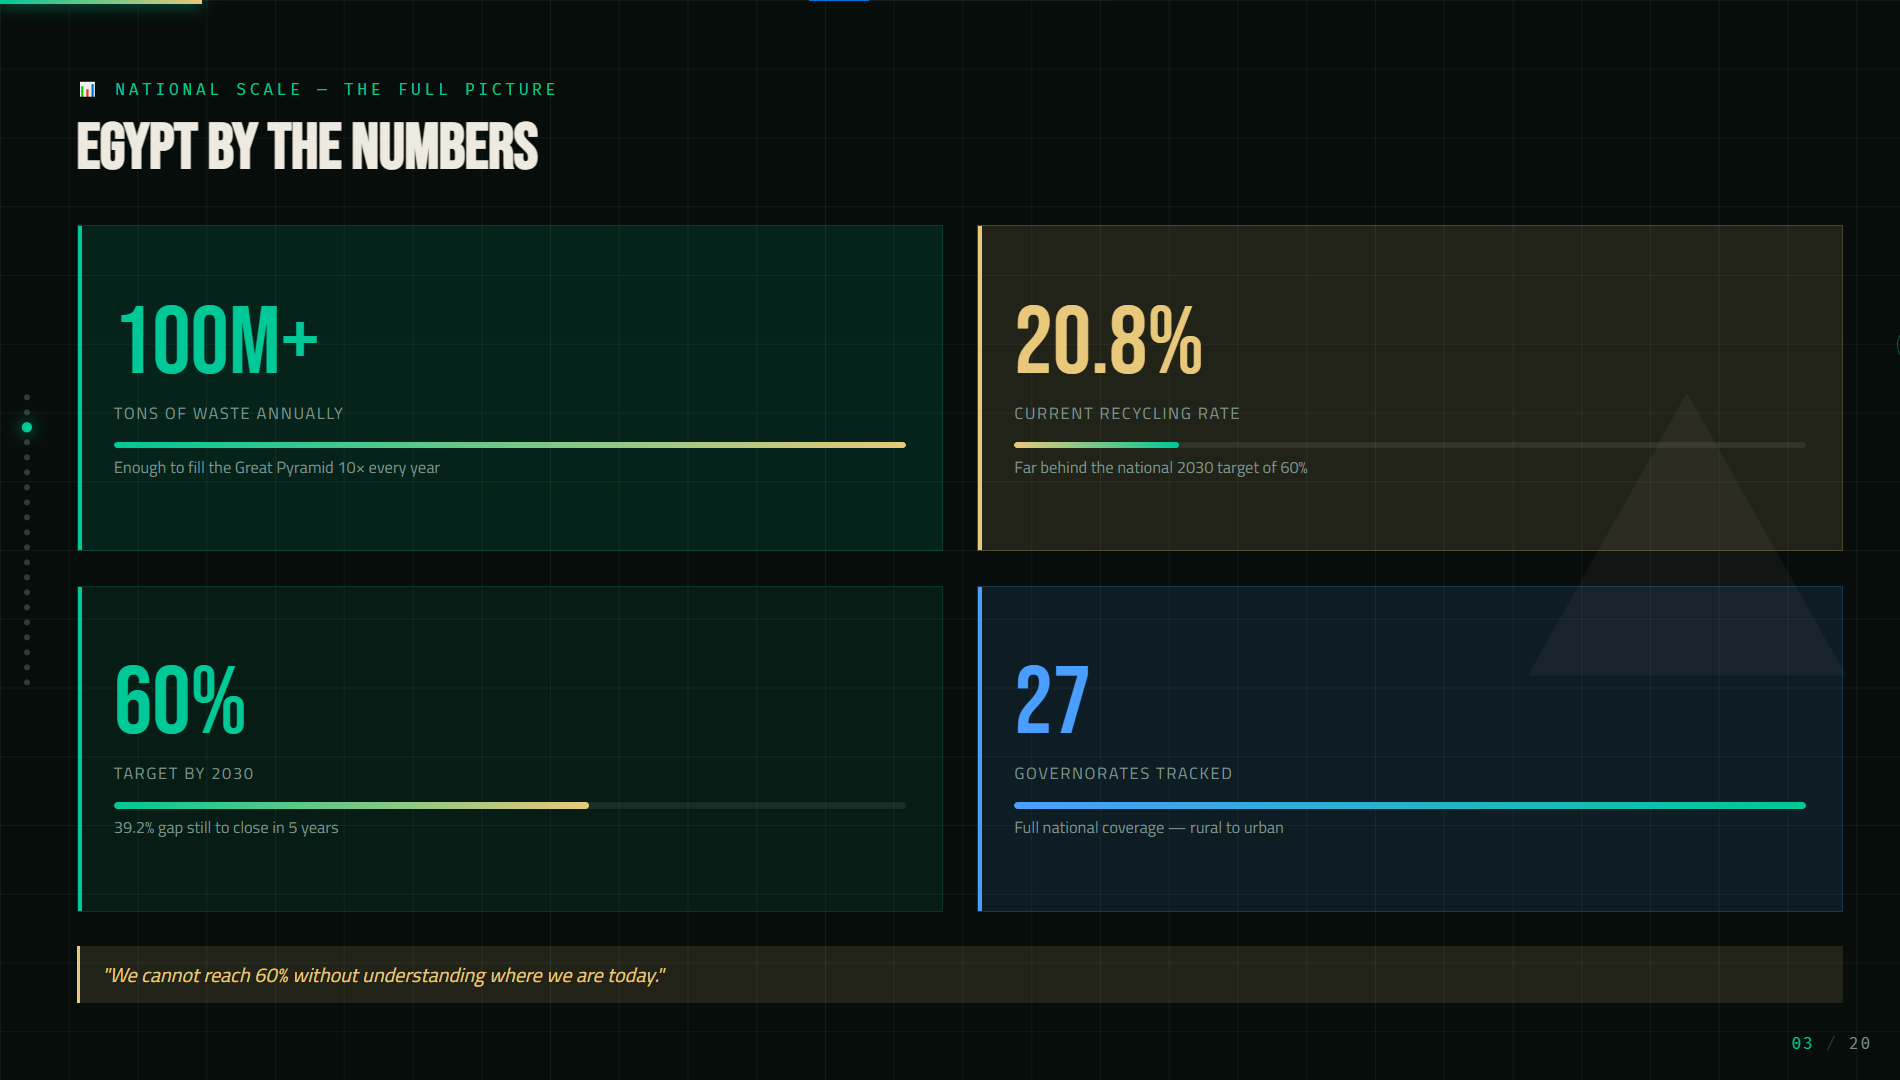 📊 NATIONAL SCALE — THE FULL PICTURE
EGYPT BY THE NUMBERS
100M+
TONS OF WASTE ANNUALLY
Enough to fill the Great Pyramid 10× every year
20.8%
CURRENT RECYCLING RATE
Far behind the national 2030 target of 60%
60%
TARGET BY 2030
39.2% gap still to close in 5 years
27
GOVERNORATES TRACKED
Full national coverage — rural to urban
"We cannot reach 60% without understanding where we are today."
03 / 20